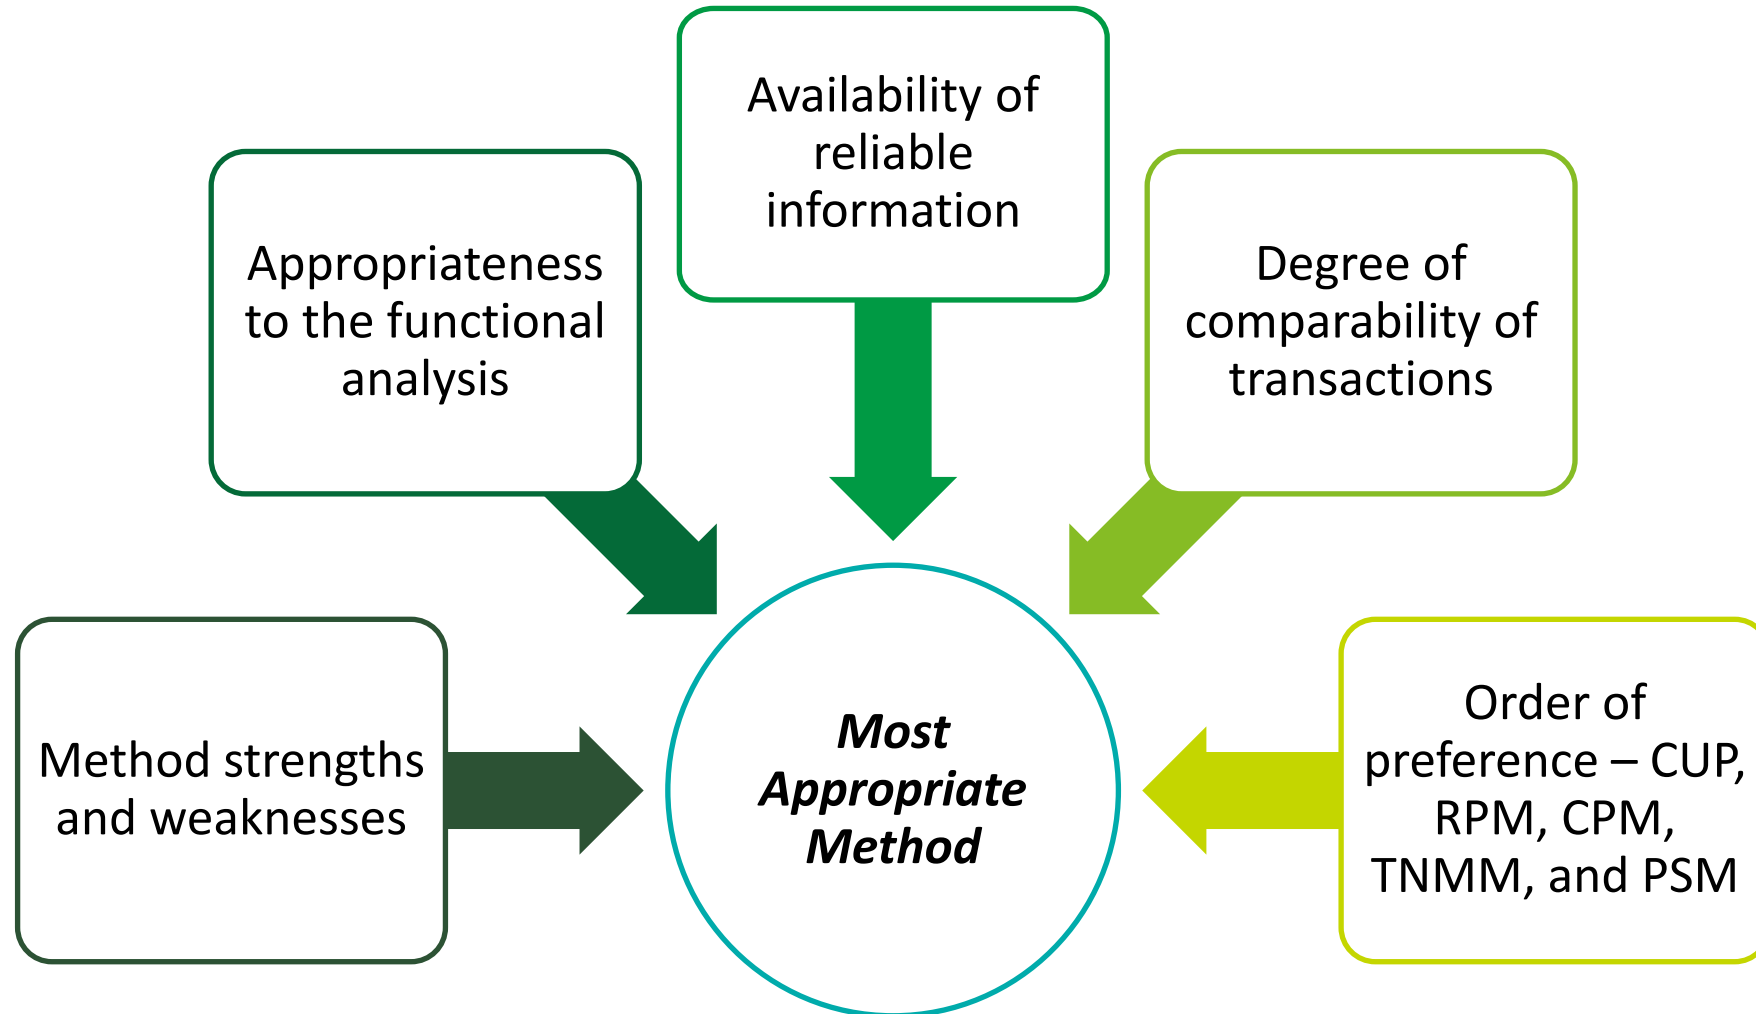 Availability of
reliable
information
Appropriateness
to the functional
analysis
Degree of
comparability of
transactions
Method strengths
and weaknesses
Most
Appropriate
Method
Order of
preference – CUP,
RPM, CPM,
TNMM, and PSM